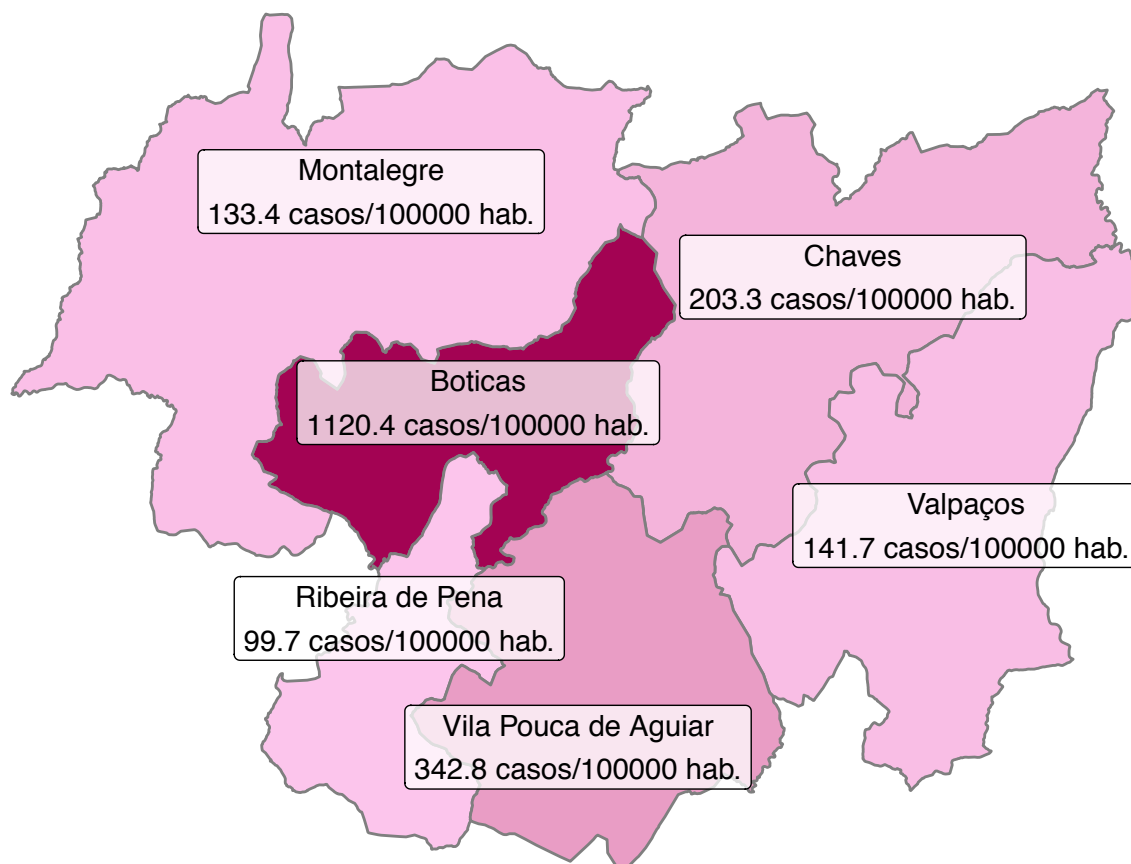 Montalegre
133.4 casos/100000 hab.
Chaves
203.3 casos/100000 hab.
Boticas
1120.4 casos/100000 hab.
Valpaços
141.7 casos/100000 hab.
Ribeira de Pena
99.7 casos/100000 hab.
Vila Pouca de Aguiar
342.8 casos/100000 hab.